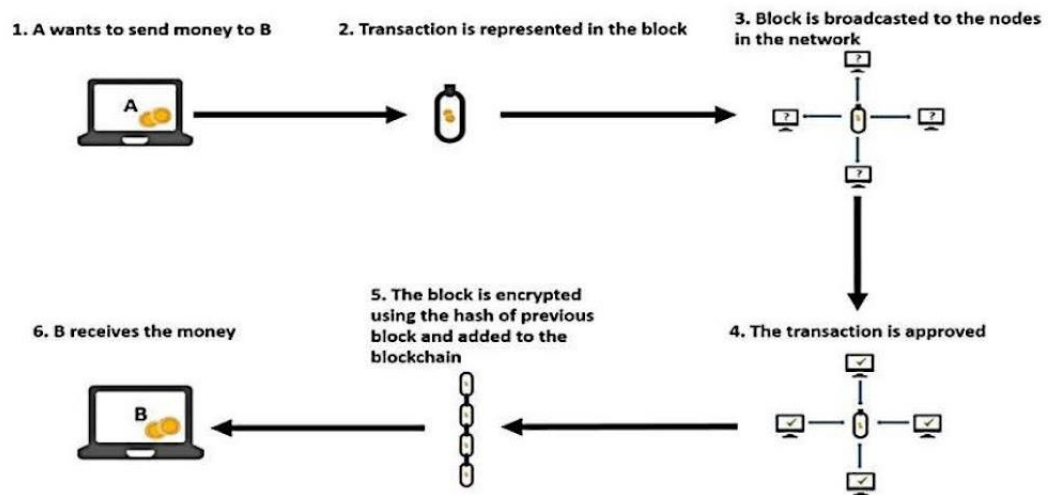 1. A wants to send money to B
2. Transaction is represented in the block
3. Block is broadcasted to the nodes
in the network
A
?
?
?
?
4. The transaction is approved
5. The block is encrypted
using the hash of previous
block and added to the
blockchain
6. B receives the money
B